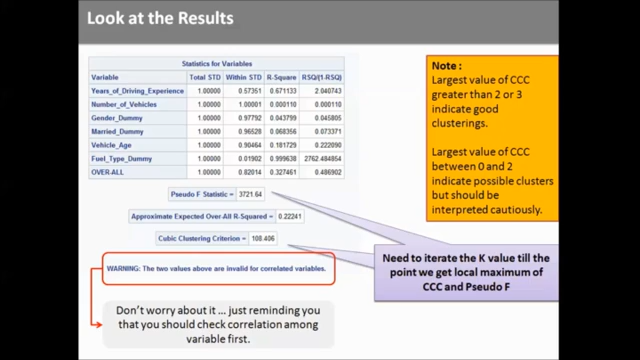 Look at the Results
Statistics for Variables
Variable Total STD Within STD R-Square RSQ/(1-RSQ)
Years_of_Driving_Experience 1.00000 0.57351 0.671133 2.040743
Number_of_Vehicles 1.00000 1.00001 0.000110 0.000110
Gender_Dummy 1.00000 0.97792 0.043790 0.045805
Married_Dummy 1.00000 0.96528 0.068356 0.073371
Vehicle_Age 1.00000 0.90464 0.181729 0.222090
Fuel_Type_Dummy 1.00000 0.01902 0.999638 2762.484854
OVER-ALL 1.00000 0.82014 0.327461 0.486902
Pseudo F Statistic = 3721.64
Approximate Expected Over-All R-Squared = 0.22241
Cubic Clustering Criterion = 108.406
WARNING: The two values above are invalid for correlated variables.
Don't worry about it ... just reminding you
that you should check correlation among
variable first.
Note :
Largest value of CCC
greater than 2 or 3
indicate good
clusterings.
Largest value of CCC
between 0 and 2
indicate possible clusters
but should be
interpreted cautiously.
Need to iterate the K value till the
point we get local maximum of
CCC and Pseudo F